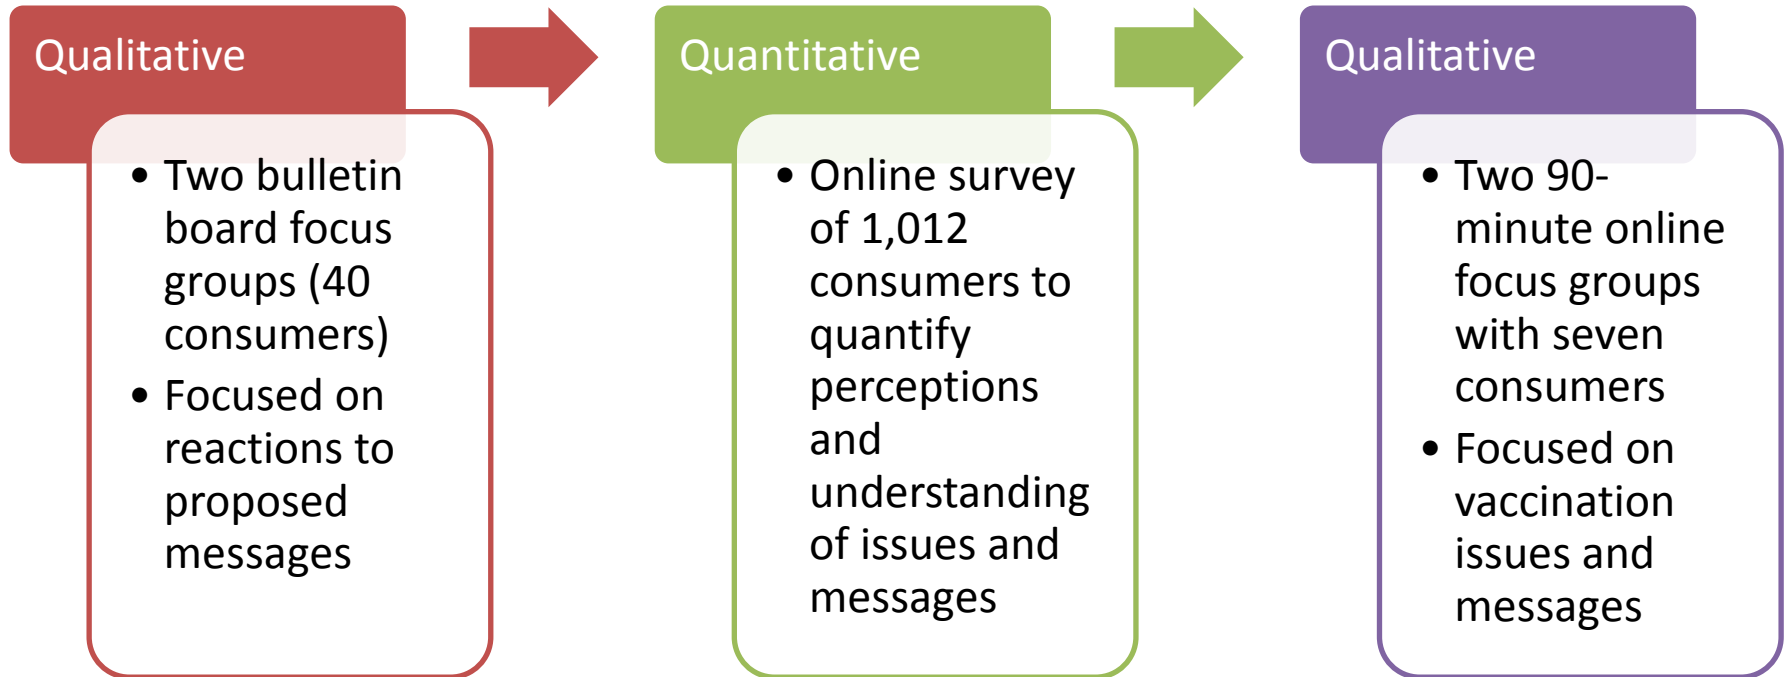 Qualitative
• Two bulletin
board focus
groups (40
consumers)
• Focused on
reactions to
proposed
messages
Quantitative
• Online survey
of 1,012
consumers to
quantify
perceptions
and
understanding
of issues and
messages
Qualitative
• Two 90-
minute online
focus groups
with seven
consumers
• Focused on
vaccination
issues and
messages